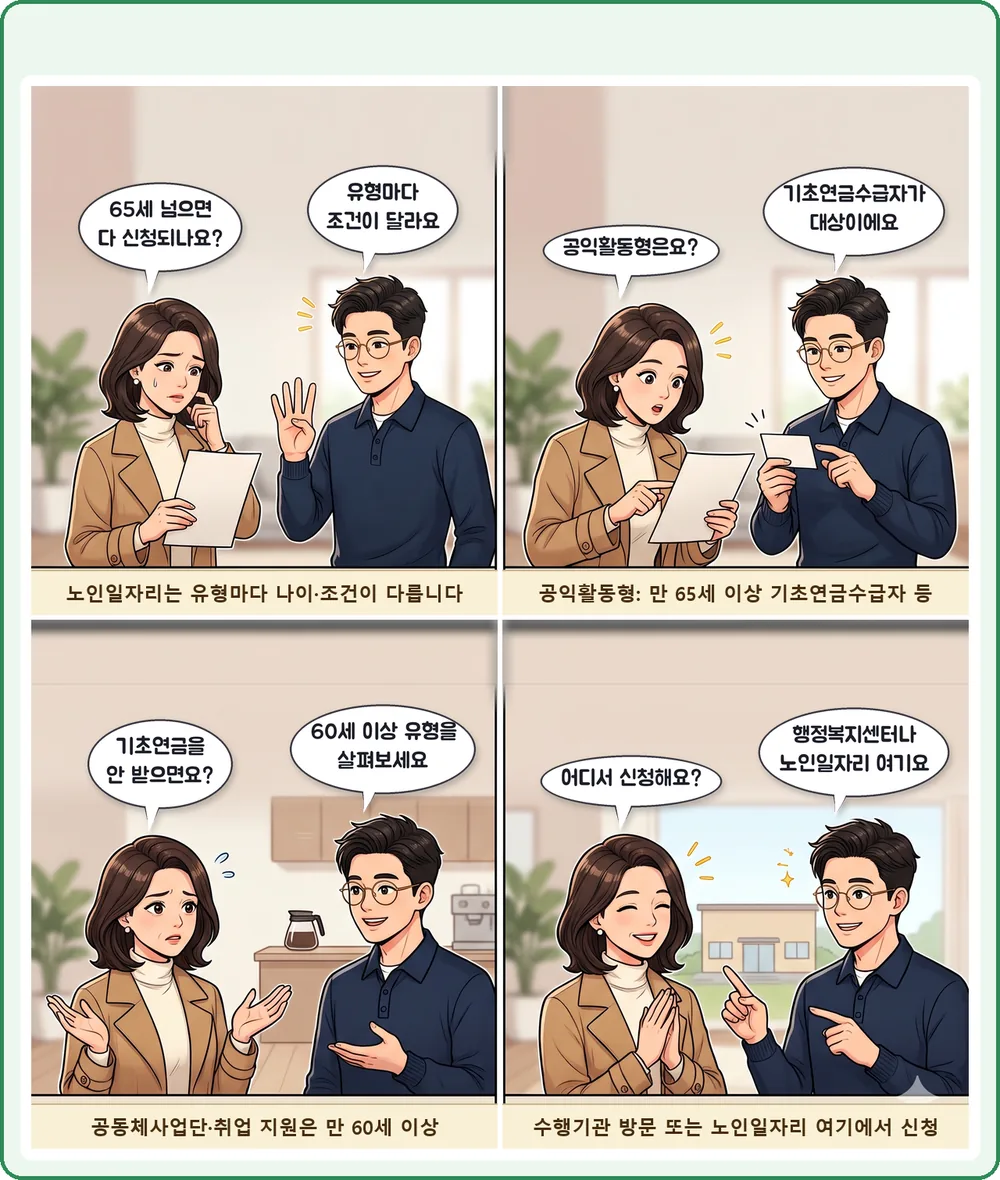 65세 넘으면
다 신청되나요?
유형마다
조건이 달라요
노인일자리는 유형마다 나이·조건이 다릅니다
공익활동형은요?
기초연금수급자가
대상이에요
공익활동형: 만 65세 이상 기초연금수급자 등
기초연금을
안 받으면요?
60세 이상 유형을
살펴보세요
공동체사업단·취업 지원은 만 60세 이상
어디서 신청해요?
행정복지센터나
노인일자리 여기요
수행기관 방문 또는 노인일자리 여기에서 신청